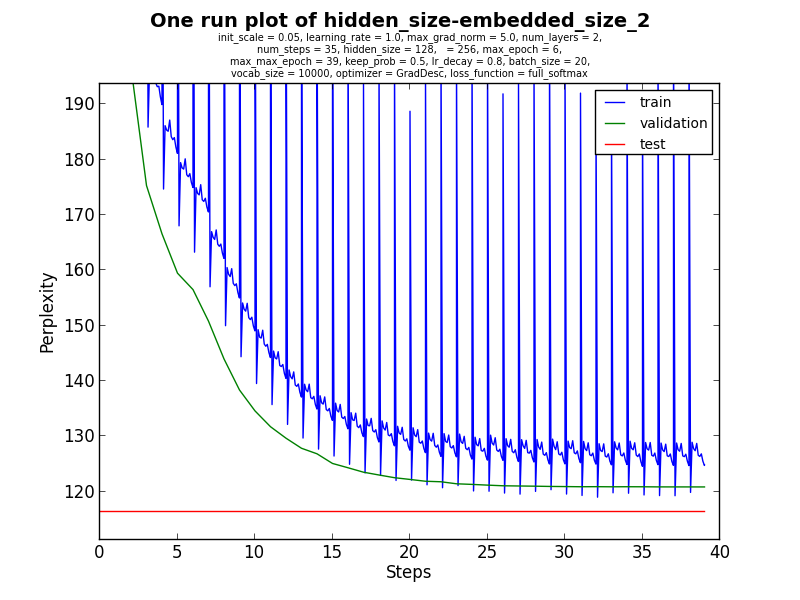 One run plot of hidden_size-embedded_size_2
init_scale = 0.05, learning_rate = 1.0, max_grad_norm = 5.0, num_layers = 2,
num_steps = 35, hidden_size = 128,   = 256, max_epoch = 6,
max_max_epoch = 39, keep_prob = 0.5, lr_decay = 0.8, batch_size = 20,
vocab_size = 10000, optimizer = GradDesc, loss_function = full_softmax
train
validation
test
190
180
170
160
150
140
130
120
Perplexity
0 5 10 15 20 25 30 35 40
Steps